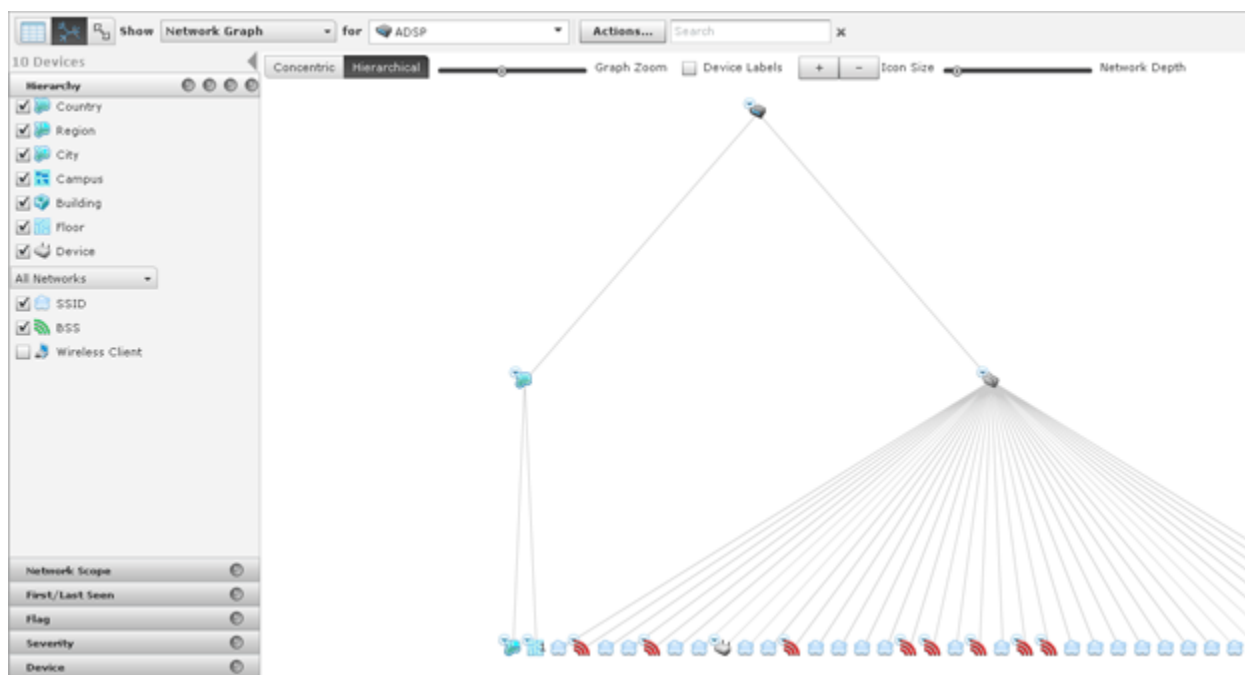 Show Network Graph for ADSP Actions... Search x
10 Devices
Concentric Hierarchical Graph Zoom Device Labels + - Icon Size Network Depth
Hierarchy
Country
Region
City
Campus
Building
Floor
Device
All Networks
SSID
BSS
Wireless Client
Network Scope
First/Last Seen
Flag
Severity
Device